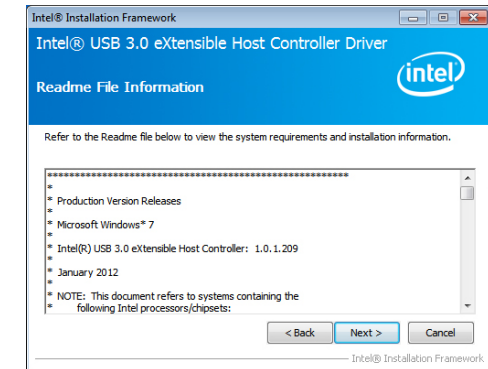 Intel® Installation Framework
Intel® USB 3.0 eXtensible Host Controller Driver
intel
Readme File Information
Refer to the Readme file below to view the system requirements and installation information.
*******************************************************
*
* Production Version Releases
*
* Microsoft Windows* 7
*
* Intel(R) USB 3.0 eXtensible Host Controller: 1.0.1.209
*
* January 2012
*
* NOTE: This document refers to systems containing the
* following Intel processors/chipsets:
< Back
Next >
Cancel
Intel® Installation Framework